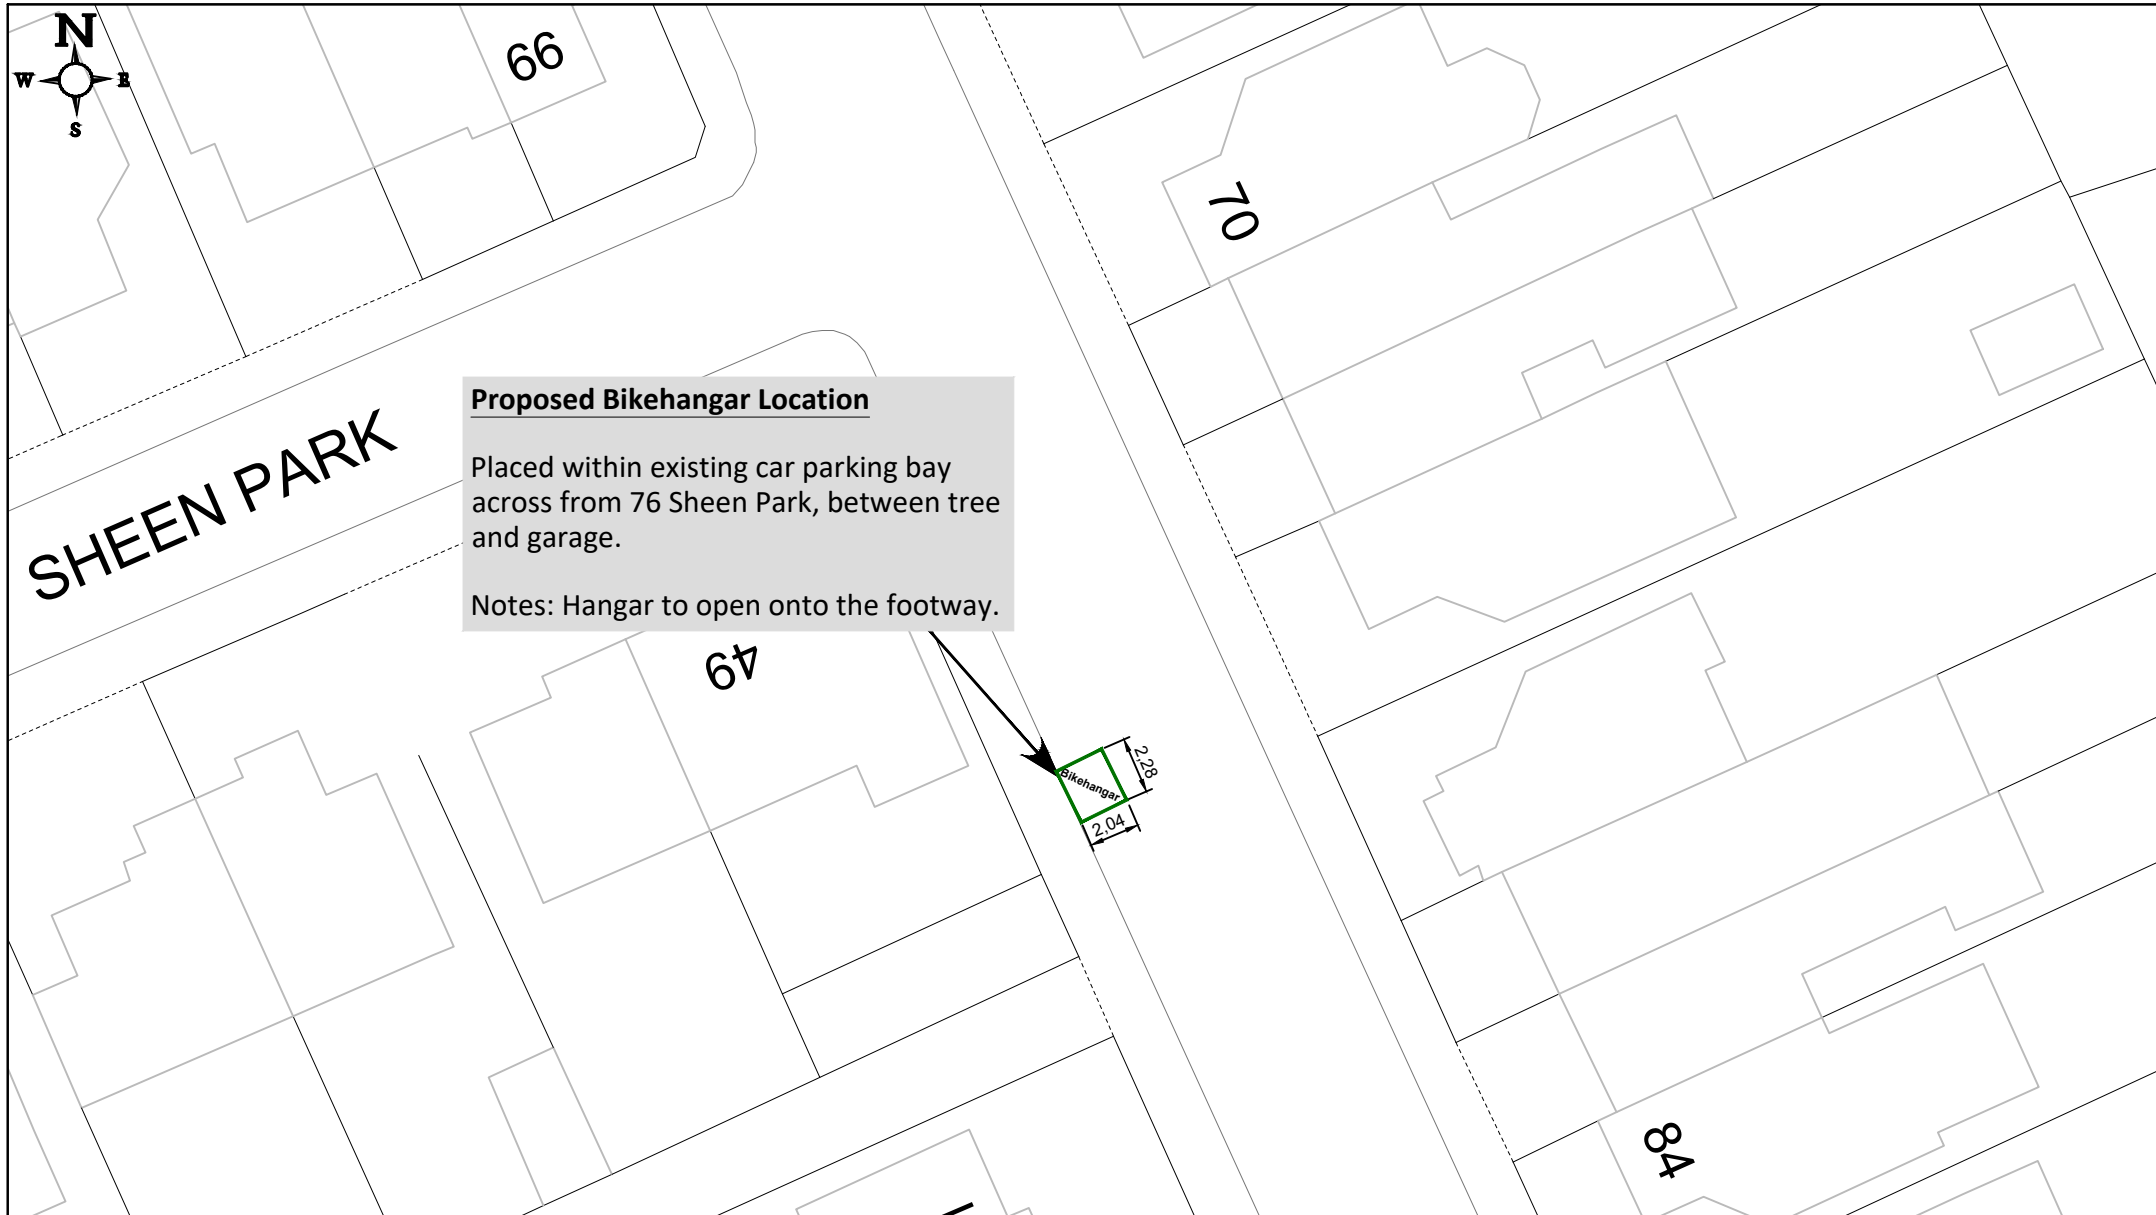 N
W E
S
66
70
Proposed Bikehangar Location
Placed within existing car parking bay
across from 76 Sheen Park, between tree
and garage.
Notes: Hangar to open onto the footway.
SHEEN PARK
49
Bikehangar
2,28
2,04
84